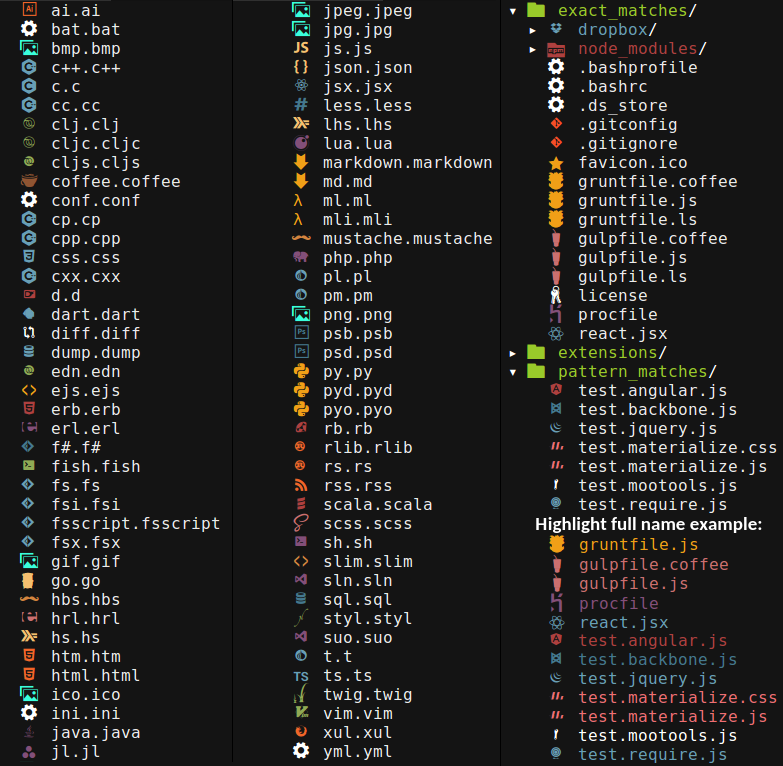 ai.ai
bat.bat
bmp.bmp
c++.c++
c.c
cc.cc
clj.clj
cljc.cljc
cljs.cljs
coffee.coffee
conf.conf
cp.cp
cpp.cpp
css.css
cxx.cxx
d.d
dart.dart
diff.diff
dump.dump
edn.edn
ejs.ejs
erb.erb
erl.erl
f#.f#
fish.fish
fs.fs
fsi.fsi
fsscript.fsscript
fsx.fsx
gif.gif
go.go
hbs.hbs
hrl.hrl
hs.hs
htm.htm
html.html
ico.ico
ini.ini
java.java
jl.jl
jpeg.jpeg
jpg.jpg
JS js.js
{} json.json
jsx.jsx
# less.less
lhs.lhs
lua.lua
markdown.markdown
md.md
λ ml.ml
λ mli.mli
mustache.mustache
php.php
pl.pl
pm.pm
png.png
Ps psb.psb
Ps psd.psd
py.py
pyd.pyd
pyo.pyo
rb.rb
rlib.rlib
rs.rs
rss.rss
scala.scala
scss.scss
sh.sh
slim.slim
sln.sln
sql.sql
styl.styl
suo.suo
t.t
TS ts.ts
twig.twig
vim.vim
xul.xul
yml.yml
exact_matches/
dropbox/
node_modules/
.bashprofile
.bashrc
.ds_store
.gitconfig
.gitignore
favicon.ico
gruntfile.coffee
gruntfile.js
gruntfile.ls
gulpfile.coffee
gulpfile.js
gulpfile.ls
license
procfile
react.jsx
extensions/
pattern_matches/
test.angular.js
test.backbone.js
test.jquery.js
test.materialize.css
test.materialize.js
test.mootools.js
test.require.js
Highlight full name example:
gruntfile.js
gulpfile.coffee
gulpfile.js
procfile
react.jsx
test.angular.js
test.backbone.js
test.jquery.js
test.materialize.css
test.materialize.js
test.mootools.js
test.require.js